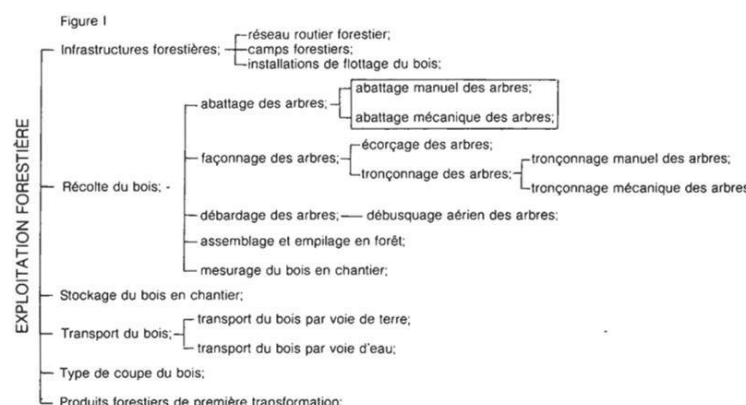 Figure I
EXPLOITATION FORESTIÈRE
Infrastructures forestières;
réseau routier forestier;
camps forestiers;
installations de flottage du bois;
Récolte du bois;
abattage des arbres;
abattage manuel des arbres;
abattage mécanique des arbres;
façonnage des arbres;
écorçage des arbres;
tronçonnage des arbres;
tronçonnage manuel des arbres;
tronçonnage mécanique des arbres
débardage des arbres;
débusquage aérien des arbres;
assemblage et empilage en forêt;
mesurage du bois en chantier;
Stockage du bois en chantier;
Transport du bois;
transport du bois par voie de terre;
transport du bois par voie d'eau;
Type de coupe du bois;
Produits forestiers de première transformation;